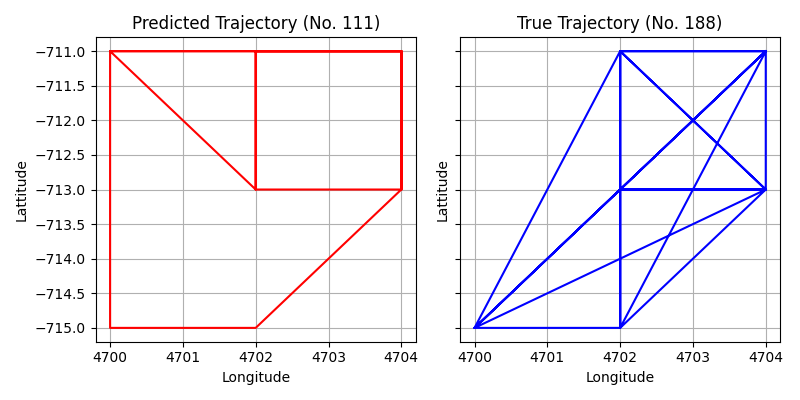 Predicted Trajectory (No. 111)
True Trajectory (No. 188)
−711.0
−711.5
−712.0
−712.5
−713.0
−713.5
−714.0
−714.5
−715.0
Lattitude
Lattitude
4700 4701 4702 4703 4704
4700 4701 4702 4703 4704
Longitude
Longitude